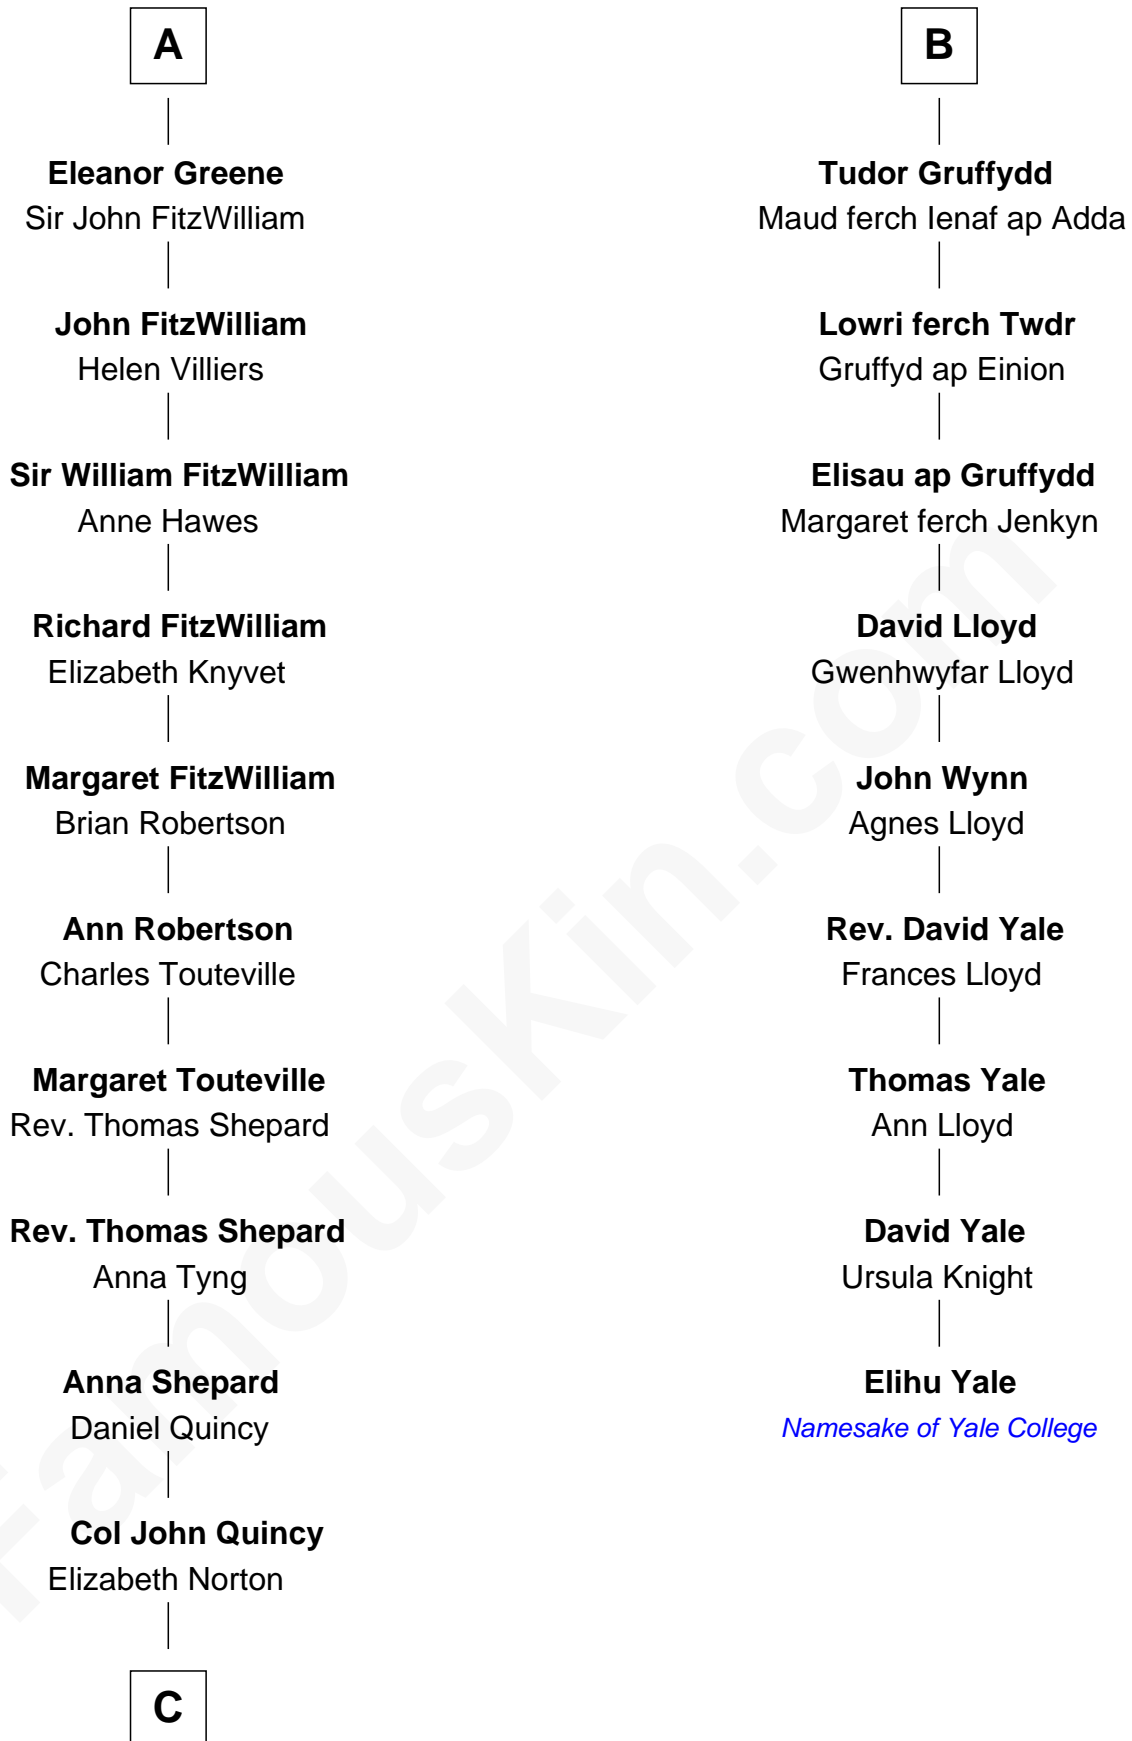 A
Eleanor Greene
Sir John FitzWilliam
John FitzWilliam
Helen Villiers
Sir William FitzWilliam
Anne Hawes
Richard FitzWilliam
Elizabeth Knyvet
Margaret FitzWilliam
Brian Robertson
Ann Robertson
Charles Touteville
Margaret Touteville
Rev. Thomas Shepard
Rev. Thomas Shepard
Anna Tyng
Anna Shepard
Daniel Quincy
Col John Quincy
Elizabeth Norton
C
B
Tudor Gruffydd
Maud ferch Ienaf ap Adda
Lowri ferch Twdr
Gruffyd ap Einion
Elisau ap Gruffydd
Margaret ferch Jenkyn
David Lloyd
Gwenhwyfar Lloyd
John Wynn
Agnes Lloyd
Rev. David Yale
Frances Lloyd
Thomas Yale
Ann Lloyd
David Yale
Ursula Knight
Elihu Yale
Namesake of Yale College
FamousKin.com